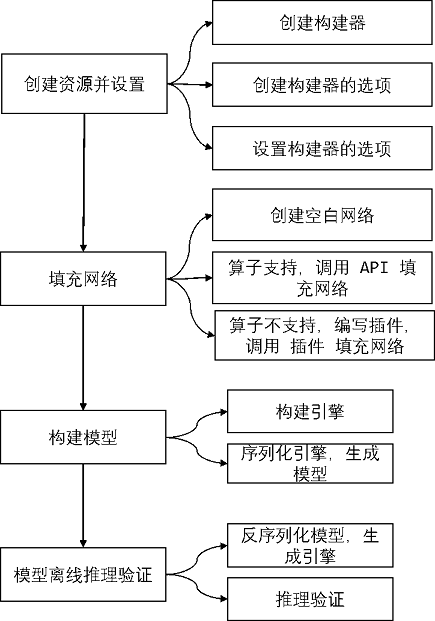 创建构建器
创建资源并设置
创建构建器的选项
设置构建器的选项
创建空白网络
填充网络
算子支持，调用 API 填
充网络
算子不支持，编写插件，
调用 插件 填充网络
构建引擎
构建模型
序列化引擎，生成
模型
反序列化模型，生
成引擎
模型离线推理验证
推理验证